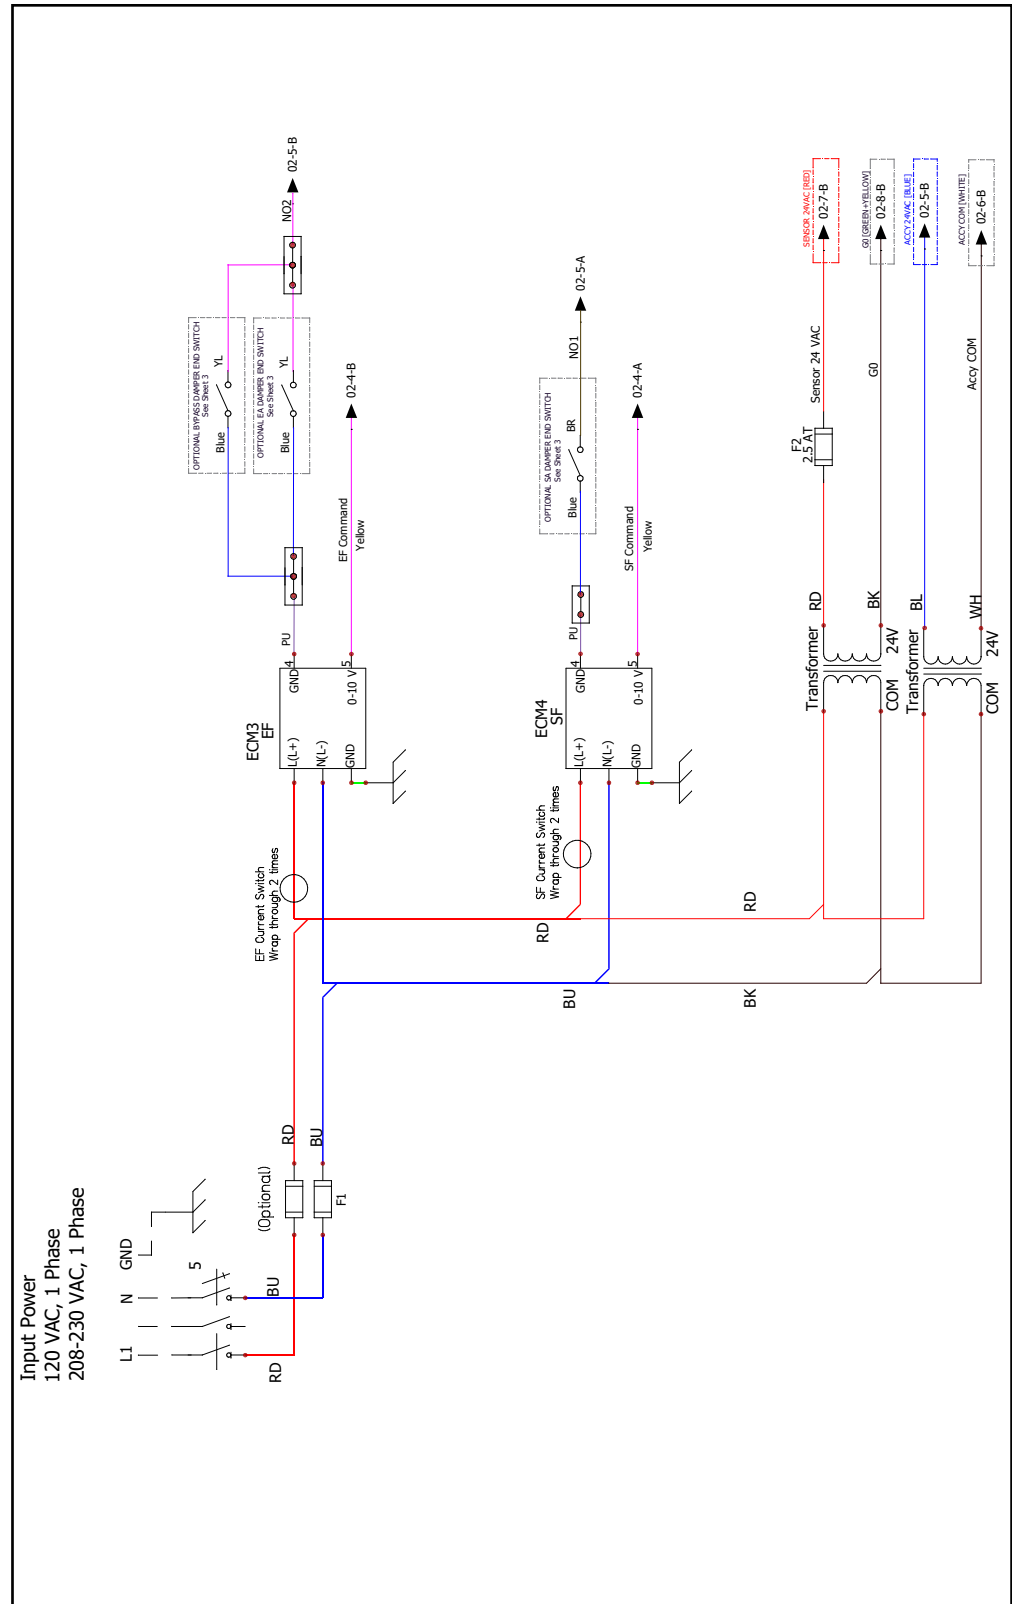 Input Power
120 VAC, 1 Phase
208-230 VAC, 1 Phase
L1
N
GND
5
RD
BU
(Optional)
F1
RD
BU
EF Current Switch
Wrap through 2 times
ECM3
EF
L(L+)
N(L-)
GND
GND
4
0-10 V
5
PU
EF Command
Yellow
02-4-B
OPTIONAL BYPASS DAMPER END SWITCH
See Sheet 3
Blue
YL
OPTIONAL EA DAMPER END SWITCH
See Sheet 3
Blue
YL
NO2
02-5-B
RD
BU
SF Current Switch
Wrap through 2 times
ECM4
SF
L(L+)
N(L-)
GND
GND
4
0-10 V
5
PU
SF Command
Yellow
02-4-A
OPTIONAL SA DAMPER END SWITCH
See Sheet 3
Blue
BR
NO1
02-5-A
RD
BK
Transformer
COM
24V
RD
BK
F2
2.5 AT
Sensor 24 VAC
G0
SENSOR 24VAC [RED]
02-7-B
G0 [GREEN+YELLOW]
02-8-B
Transformer
COM
24V
BL
WH
Accy COM
ACCY 24VAC [BLUE]
02-5-B
ACCY COM [WHITE]
02-6-B